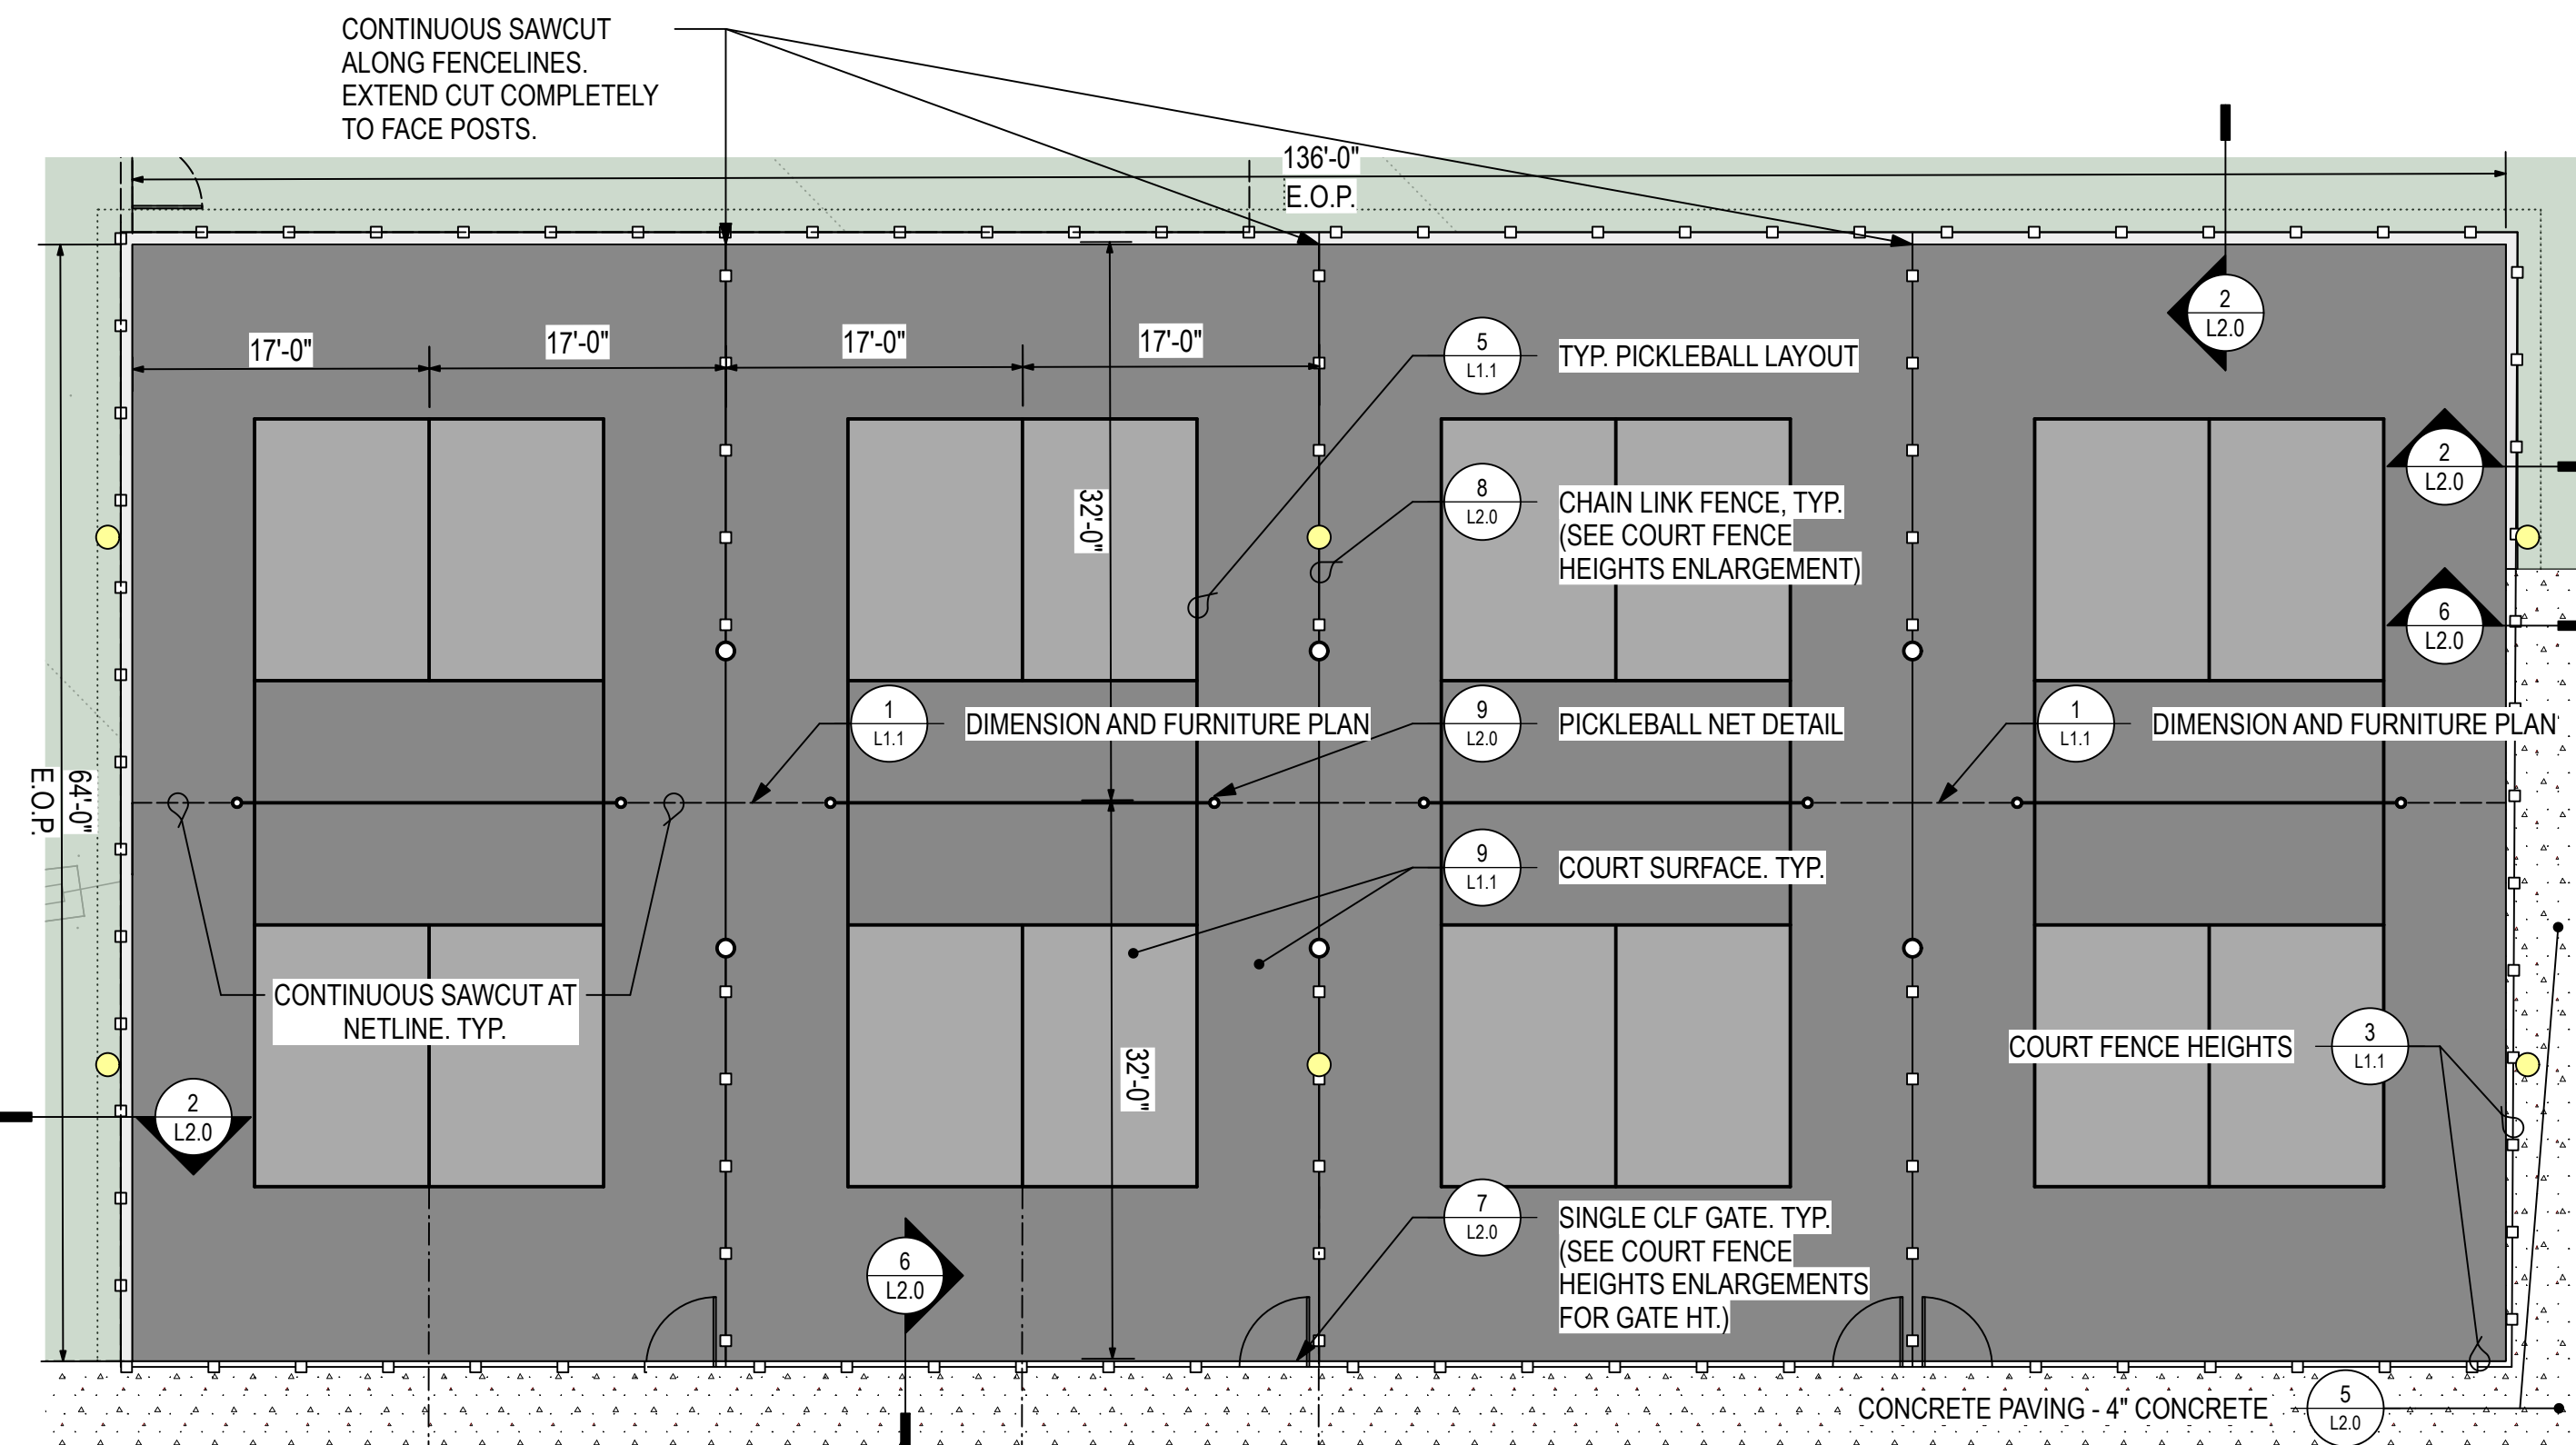 CONTINUOUS SAWCUT
ALONG FENCELINES.
EXTEND CUT COMPLETELY
TO FACE POSTS.
136'-0"
E.O.P.
2
L2.0
17'-0"
17'-0"
17'-0"
17'-0"
5
L1.1
TYP. PICKLEBALL LAYOUT
2
L2.0
8
L2.0
CHAIN LINK FENCE, TYP.
(SEE COURT FENCE
HEIGHTS ENLARGEMENT)
32'-0"
6
L2.0
1
L1.1
DIMENSION AND FURNITURE PLAN
9
L2.0
PICKLEBALL NET DETAIL
1
L1.1
DIMENSION AND FURNITURE PLAN
64'-0"
E.O.P.
9
L1.1
COURT SURFACE. TYP.
CONTINUOUS SAWCUT AT
NETLINE. TYP.
COURT FENCE HEIGHTS
3
L1.1
32'-0"
2
L2.0
7
L2.0
SINGLE CLF GATE. TYP.
(SEE COURT FENCE
HEIGHTS ENLARGEMENTS
FOR GATE HT.)
6
L2.0
CONCRETE PAVING - 4" CONCRETE
5
L2.0